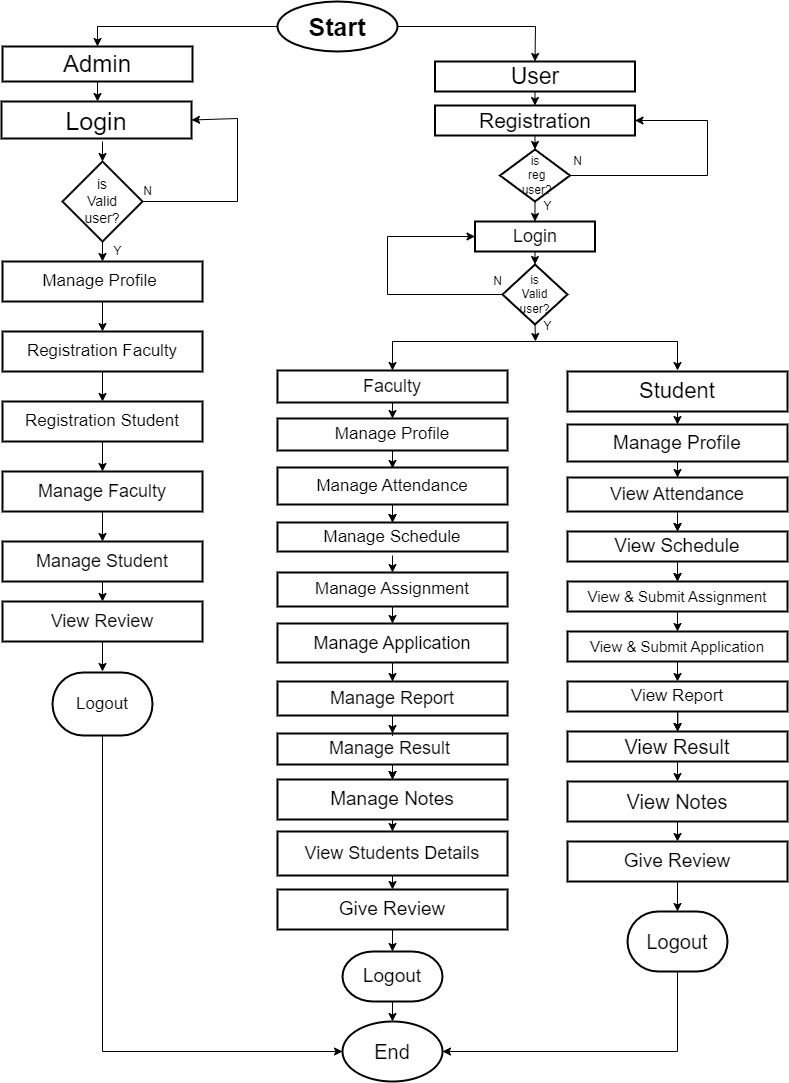 Start
Admin
Login
is
Valid
user?
N
Y
Manage Profile
Registration Faculty
Registration Student
Manage Faculty
Manage Student
View Review
Logout
User
Registration
is
reg
user?
N
Y
Login
is
Valid
user?
N
Y
Faculty
Manage Profile
Manage Attendance
Manage Schedule
Manage Assignment
Manage Application
Manage Report
Manage Result
Manage Notes
View Students Details
Give Review
Logout
Student
Manage Profile
View Attendance
View Schedule
View & Submit Assignment
View & Submit Application
View Report
View Result
View Notes
Give Review
Logout
End